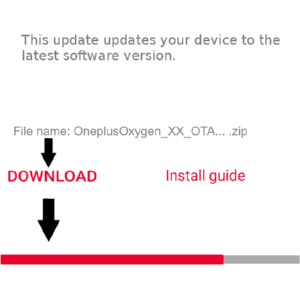 This update updates your device to the
latest software version.
File name: OneplusOxygen_XX_OTA... .zip
DOWNLOAD
Install guide